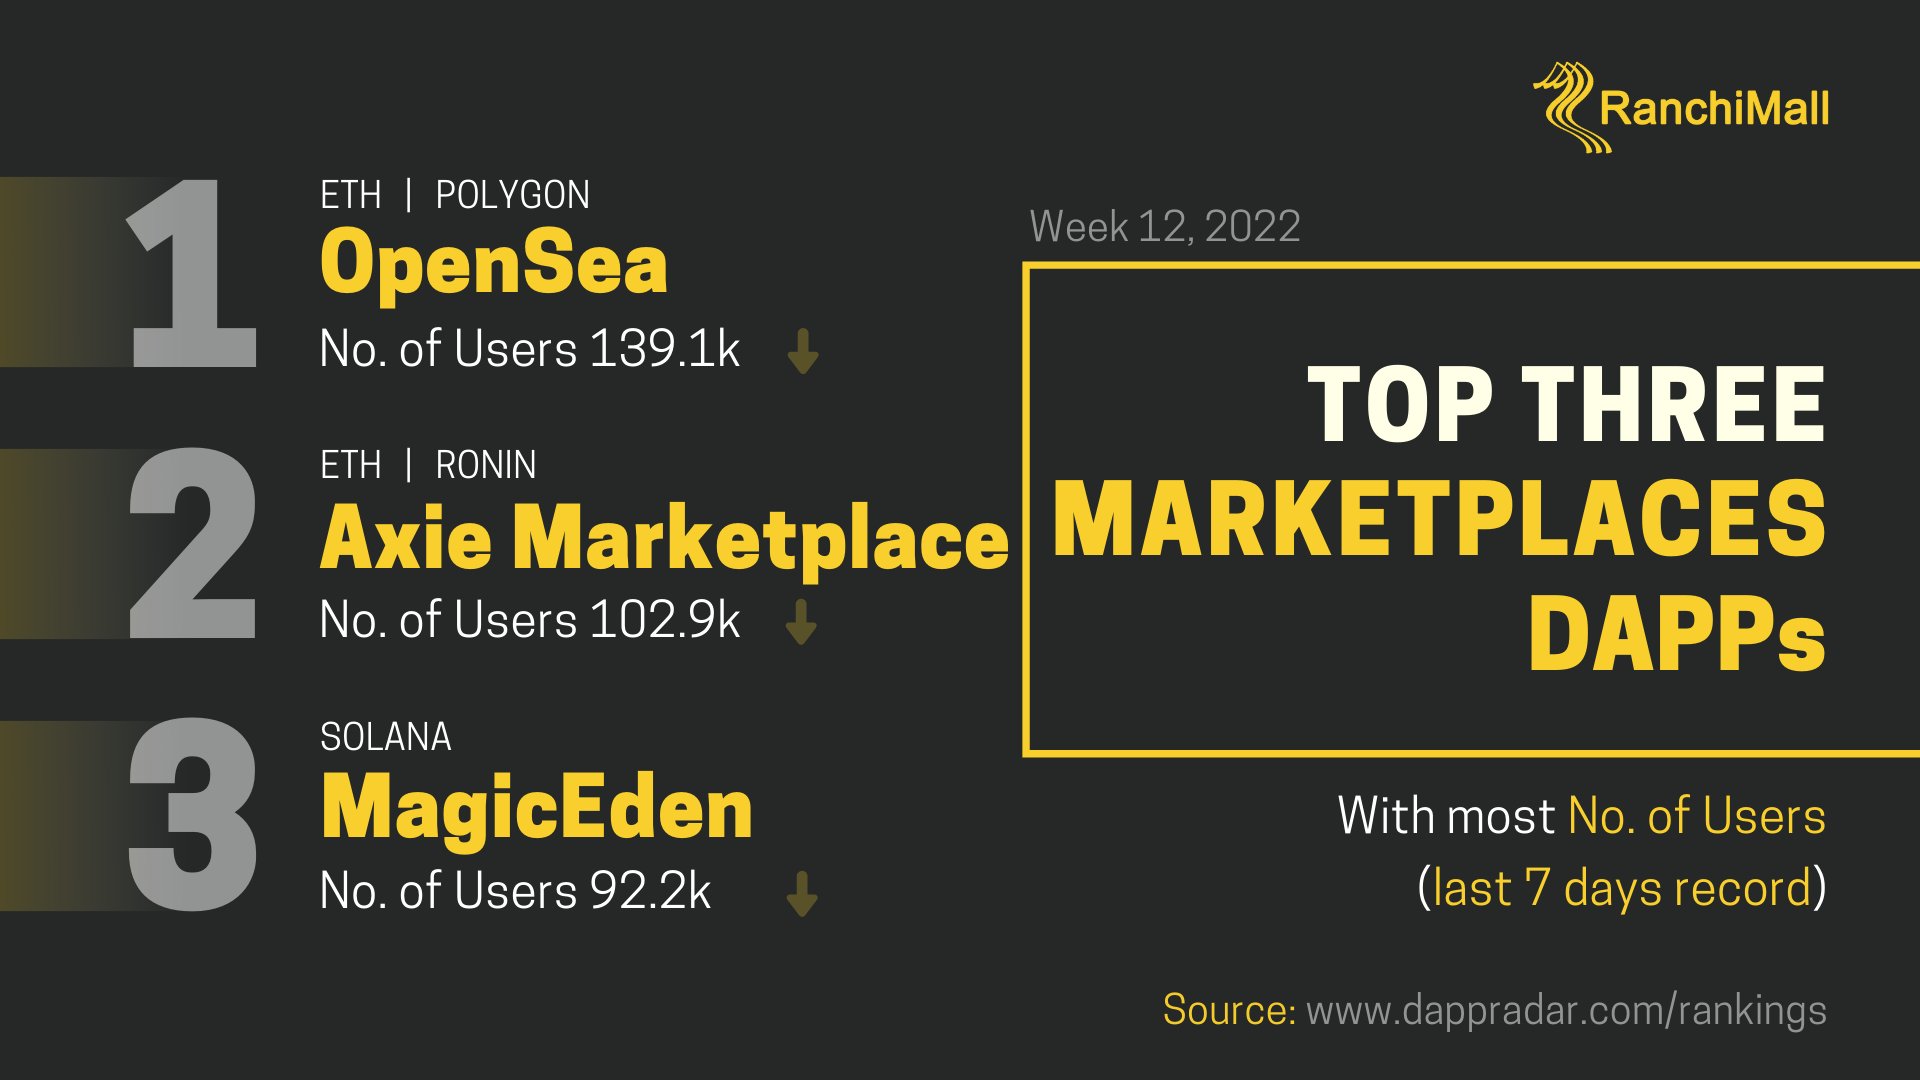 RanchiMall
1
ETH | POLYGON
OpenSea
No. of Users 139.1k
2
ETH | RONIN
Axie Marketplace
No. of Users 102.9k
3
SOLANA
MagicEden
No. of Users 92.2k
Week 12, 2022
TOP THREE
MARKETPLACES
DAPPs
With most No. of Users
(last 7 days record)
Source: www.dappradar.com/rankings